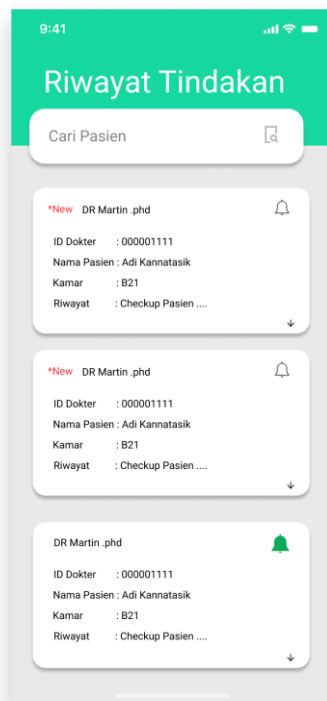 9:41
Riwayat Tindakan
Cari Pasien
*New DR Martin .phd
ID Dokter : 000001111
Nama Pasien : Adi Kannatasik
Kamar : B21
Riwayat : Checkup Pasien ....
*New DR Martin .phd
ID Dokter : 000001111
Nama Pasien : Adi Kannatasik
Kamar : B21
Riwayat : Checkup Pasien ....
DR Martin .phd
ID Dokter : 000001111
Nama Pasien : Adi Kannatasik
Kamar : B21
Riwayat : Checkup Pasien ....